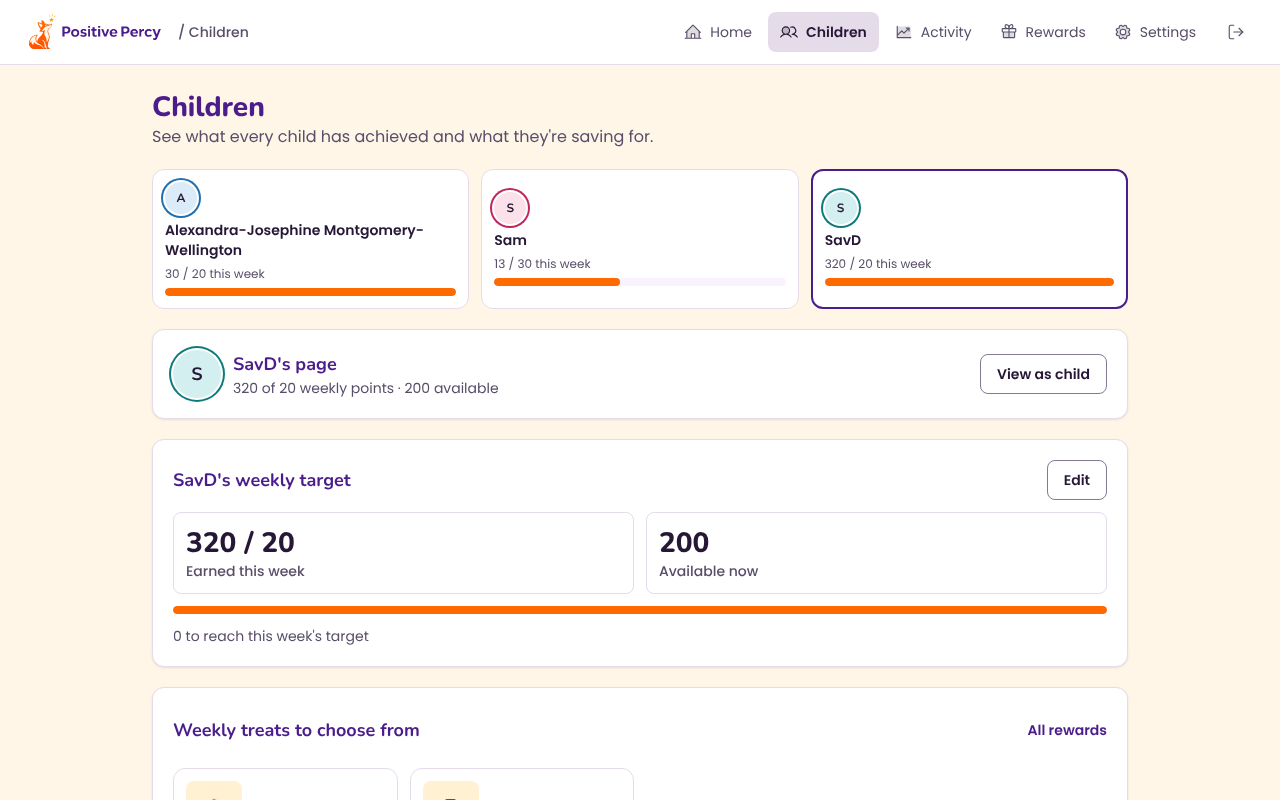 Positive Percy / Children
Home
Children
Activity
Rewards
Settings
Children
See what every child has achieved and what they're saving for.
A
Alexandra-Josephine Montgomery-
Wellington
30 / 20 this week
S
Sam
13 / 30 this week
S
SavD
320 / 20 this week
S
SavD's page
320 of 20 weekly points · 200 available
View as child
SavD's weekly target
Edit
320 / 20
Earned this week
200
Available now
0 to reach this week's target
Weekly treats to choose from
All rewards